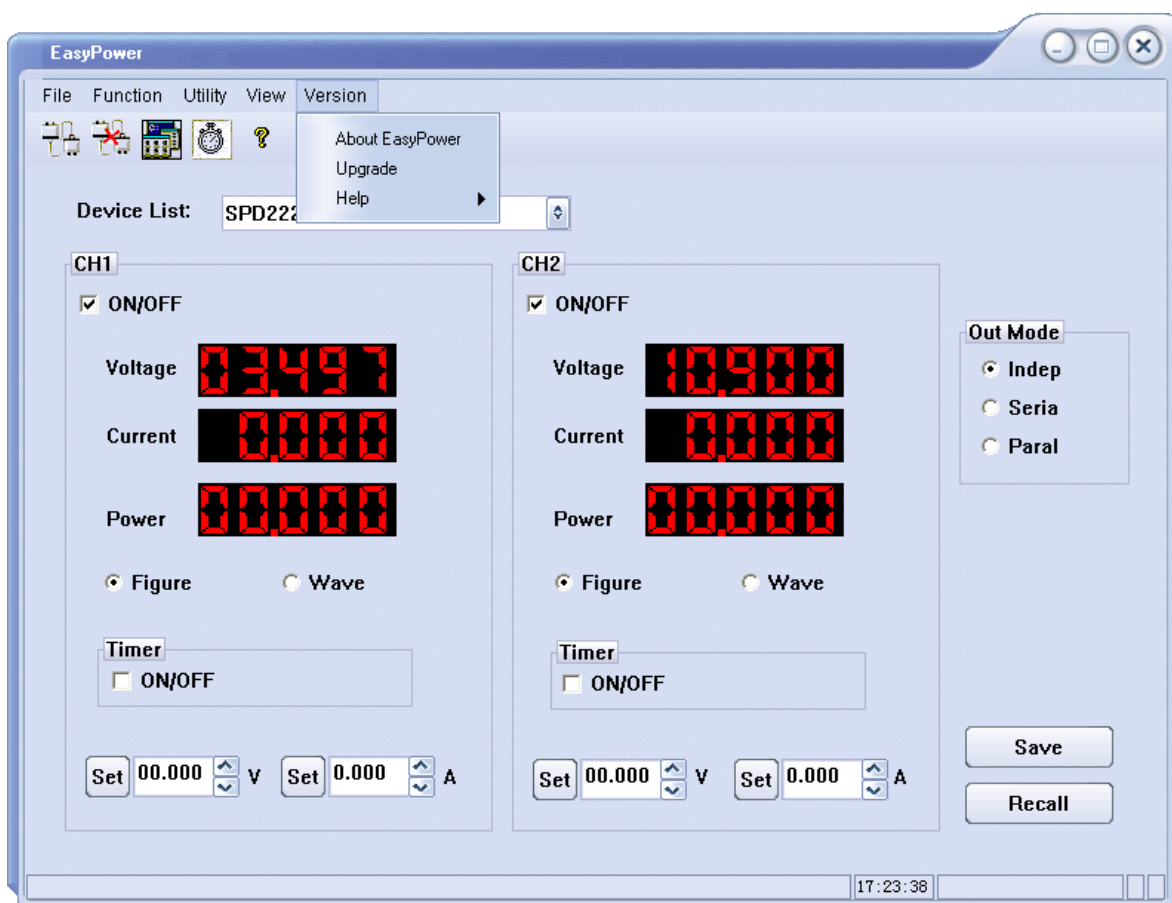 EasyPower
File Function Utility View Version
About EasyPower
Upgrade
Help
Device List: SPD222
CH1
ON/OFF
Voltage 03.497
Current 0.000
Power 00.000
Figure Wave
Timer
ON/OFF
Set 00.000 V Set 0.000 A
CH2
ON/OFF
Voltage 10.900
Current 0.000
Power 00.000
Figure Wave
Timer
ON/OFF
Set 00.000 V Set 0.000 A
Out Mode
Indep
Seria
Paral
Save
Recall
17:23:38